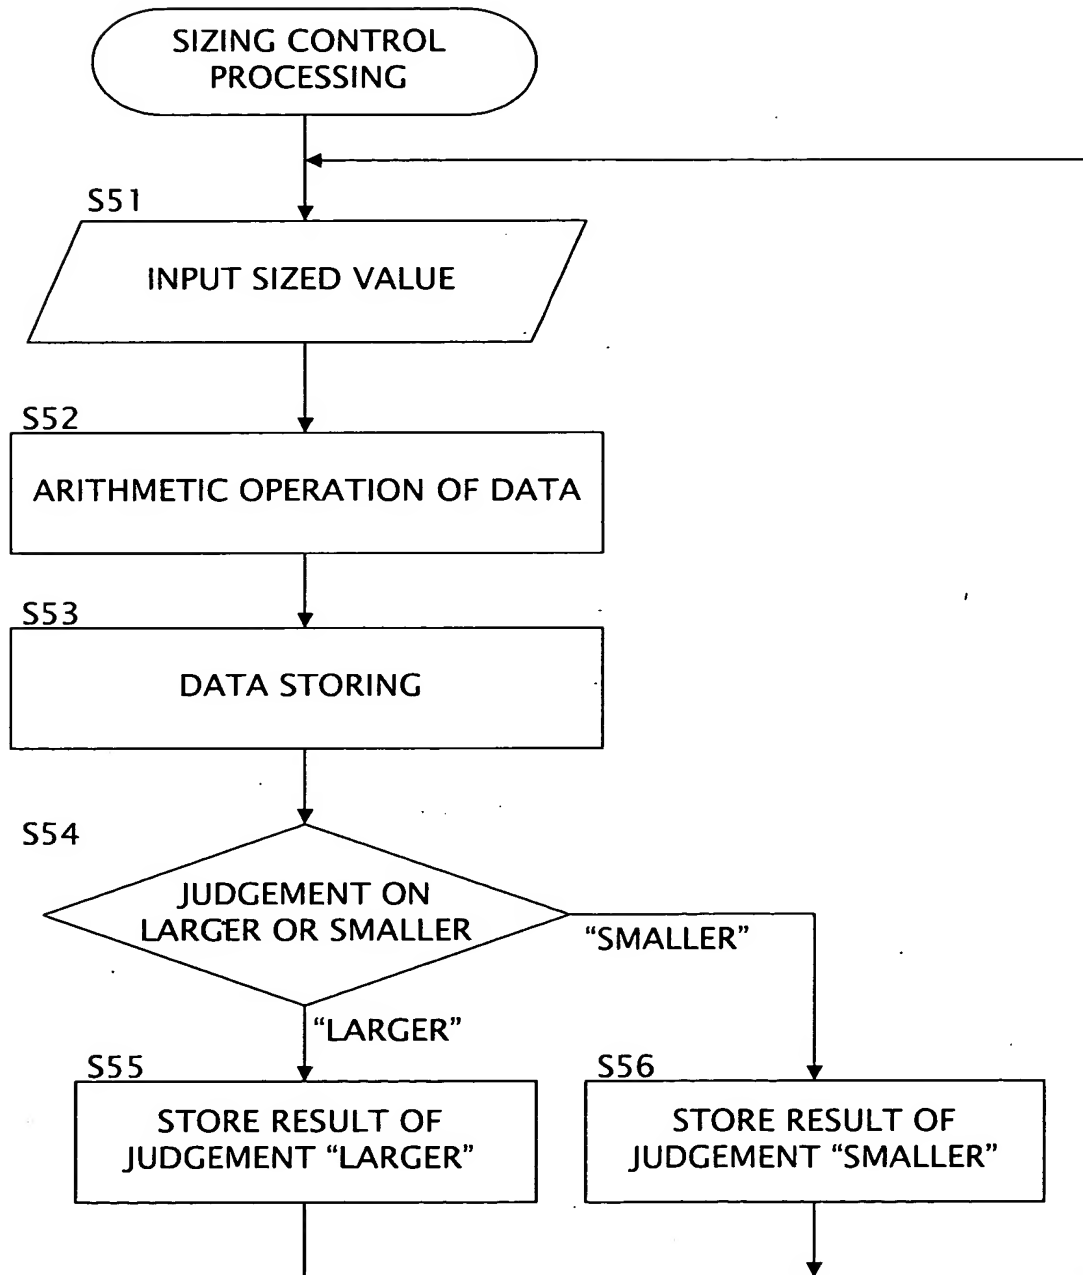 SIZING CONTROL
PROCESSING
S51
INPUT SIZED VALUE
S52
ARITHMETIC OPERATION OF DATA
S53
DATA STORING
S54
JUDGEMENT ON
LARGER OR SMALLER
“SMALLER”
“LARGER”
S55
STORE RESULT OF
JUDGEMENT “LARGER”
S56
STORE RESULT OF
JUDGEMENT “SMALLER”